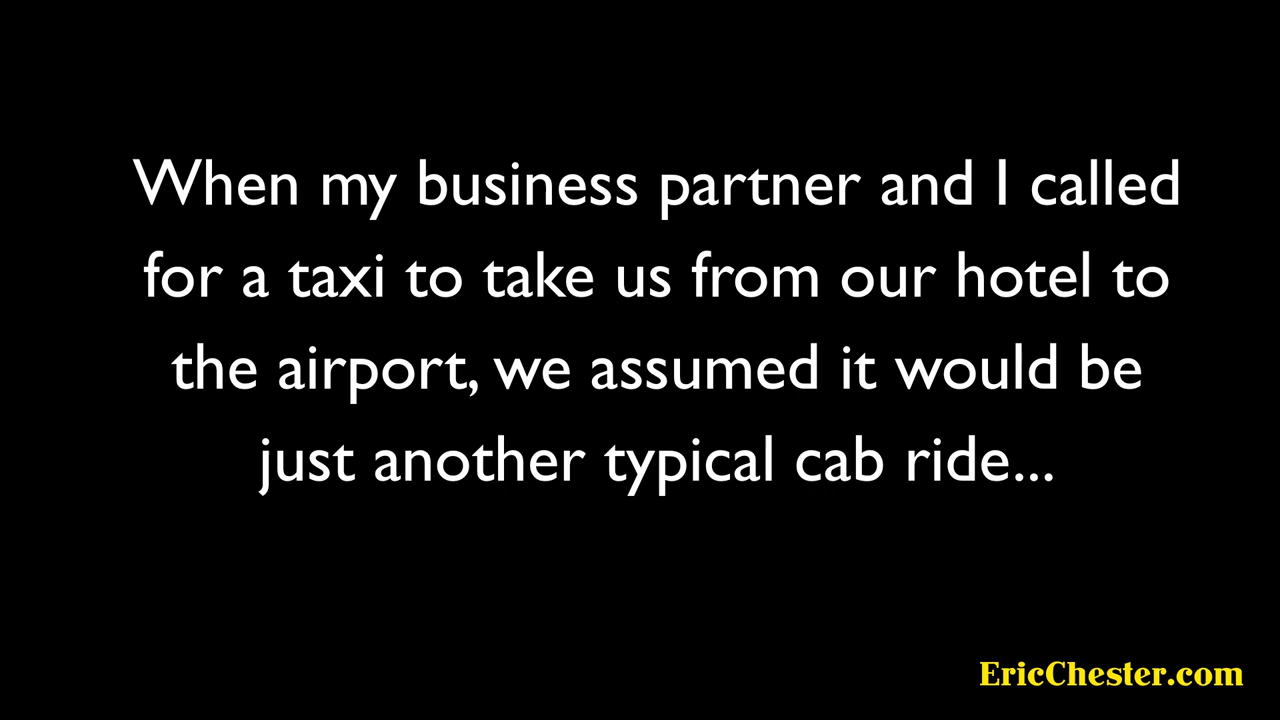 When my business partner and I called
for a taxi to take us from our hotel to
the airport, we assumed it would be
just another typical cab ride...
EricChester.com